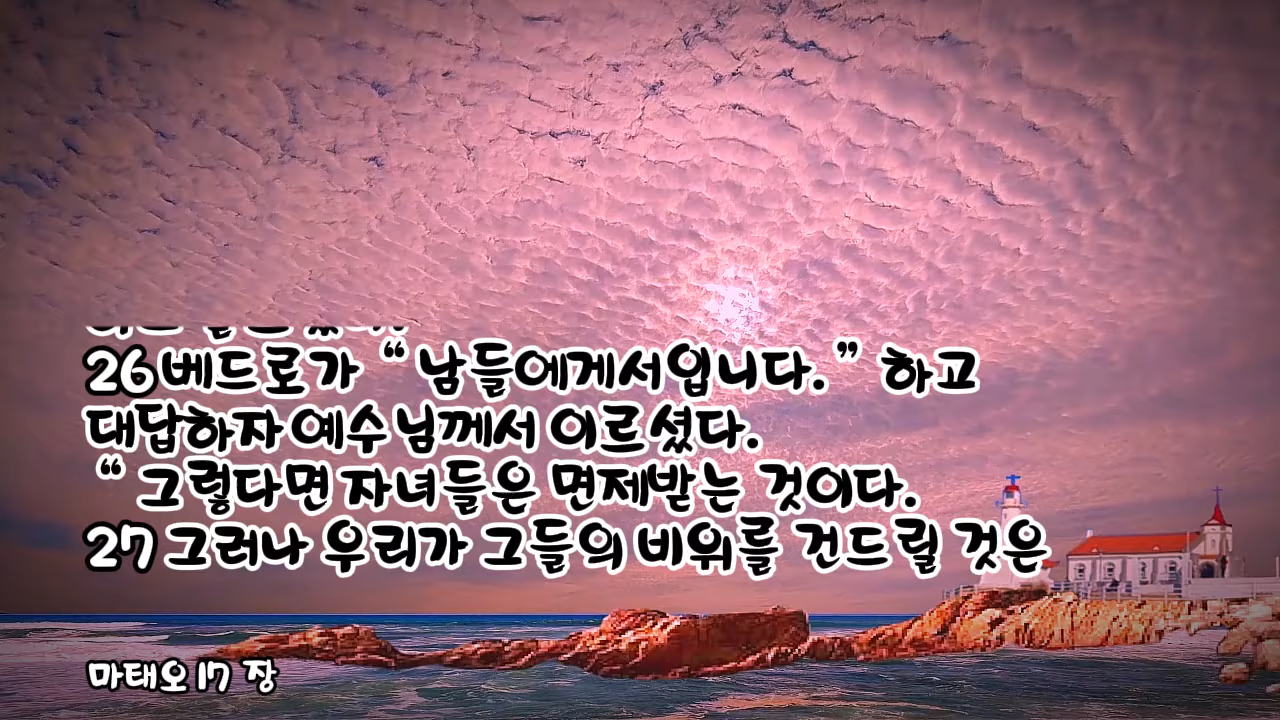 26 베드로가 “ 남들에게서입니다. ” 하고
대답하자 예수님께서 이르셨다.
“ 그렇다면 자녀들은 면제받는 것이다.
27 그러나 우리가 그들의 비위를 건드릴 것은
마태오 17 장